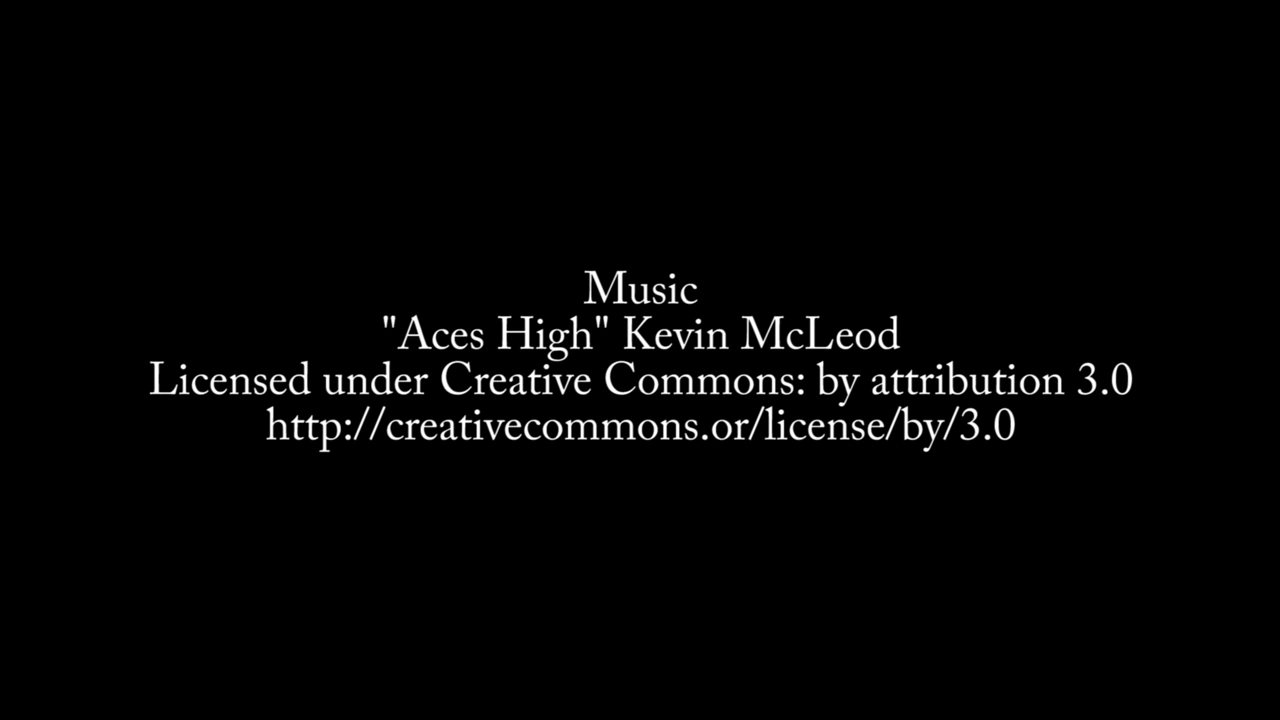 Music
"Aces High" Kevin McLeod
Licensed under Creative Commons: by attribution 3.0
http://creativecommons.or/license/by/3.0